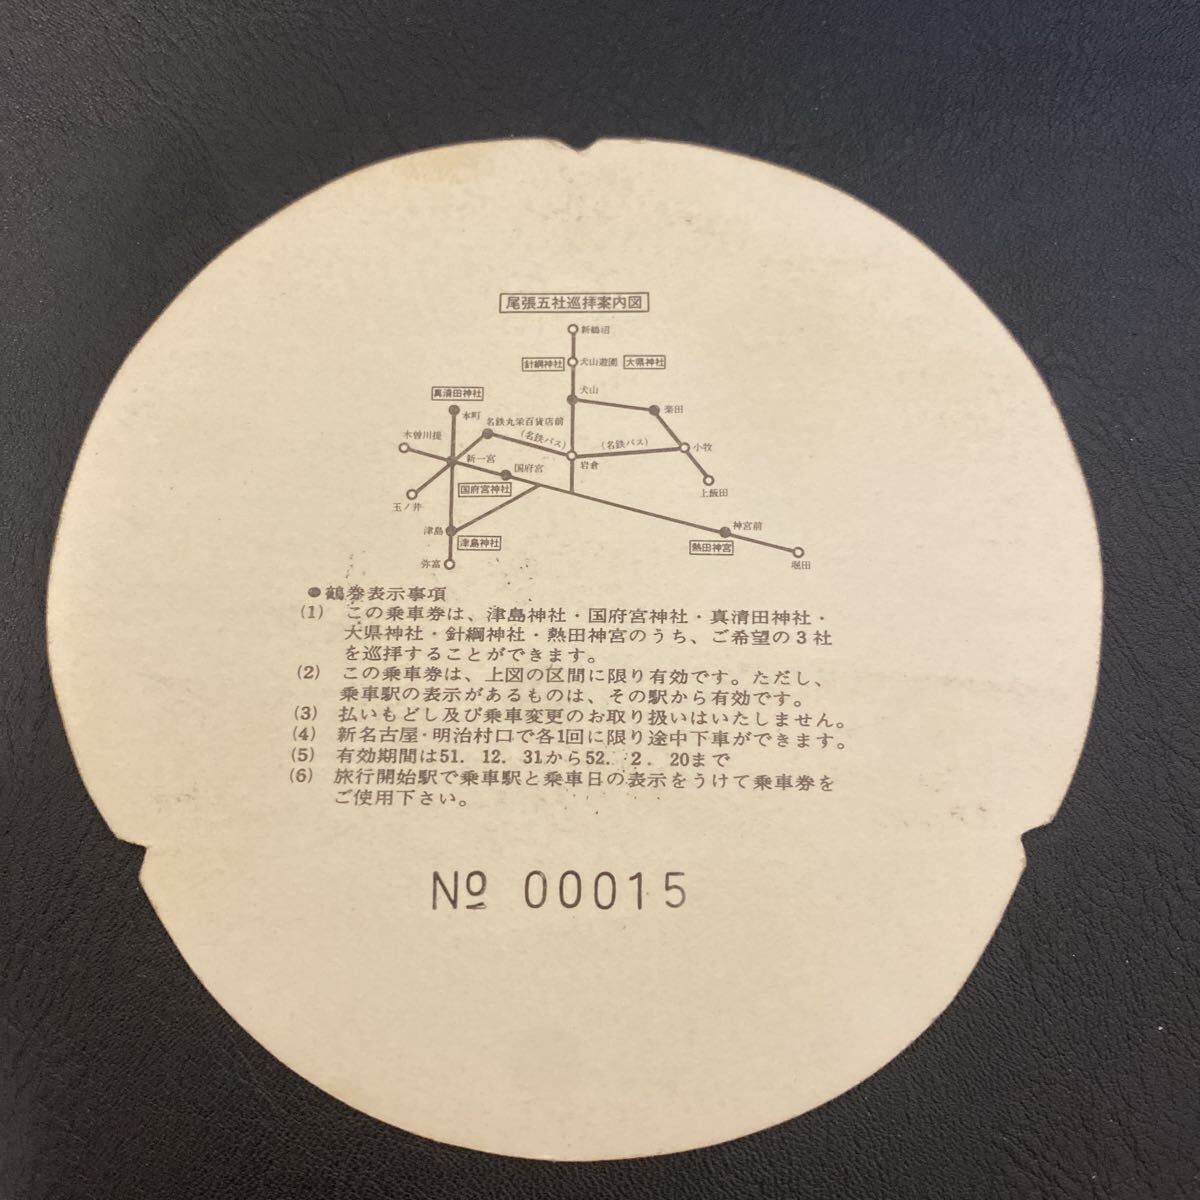 尾張五社巡拝案内図
新鵜沼
針綱神社
犬山遊園
大県神社
犬山
真清田神社
本町
楽田
名鉄丸栄百貨店前
木曽川堤
(名鉄バス)
(名鉄バス)
小牧
新一宮
国府宮
岩倉
国府宮神社
上飯田
玉ノ井
津島
津島神社
神宮前
熱田神宮
弥富
堀田
●鶴巻表示事項
(1) この乗車券は、津島神社・国府宮神社・真清田神社・
大県神社・針綱神社・熱田神宮のうち、ご希望の3社
を巡拝することができます。
(2) この乗車券は、上図の区間に限り有効です。ただし、
乗車駅の表示があるものは、その駅から有効です。
(3) 払いもどし及び乗車変更のお取り扱いはいたしません。
(4) 新名古屋・明治村口で各1回に限り途中下車ができます。
(5) 有効期間は51. 12. 31から52. 2. 20まで
(6) 旅行開始駅で乗車駅と乗車日の表示をうけて乗車券を
ご使用下さい。
№ 00015